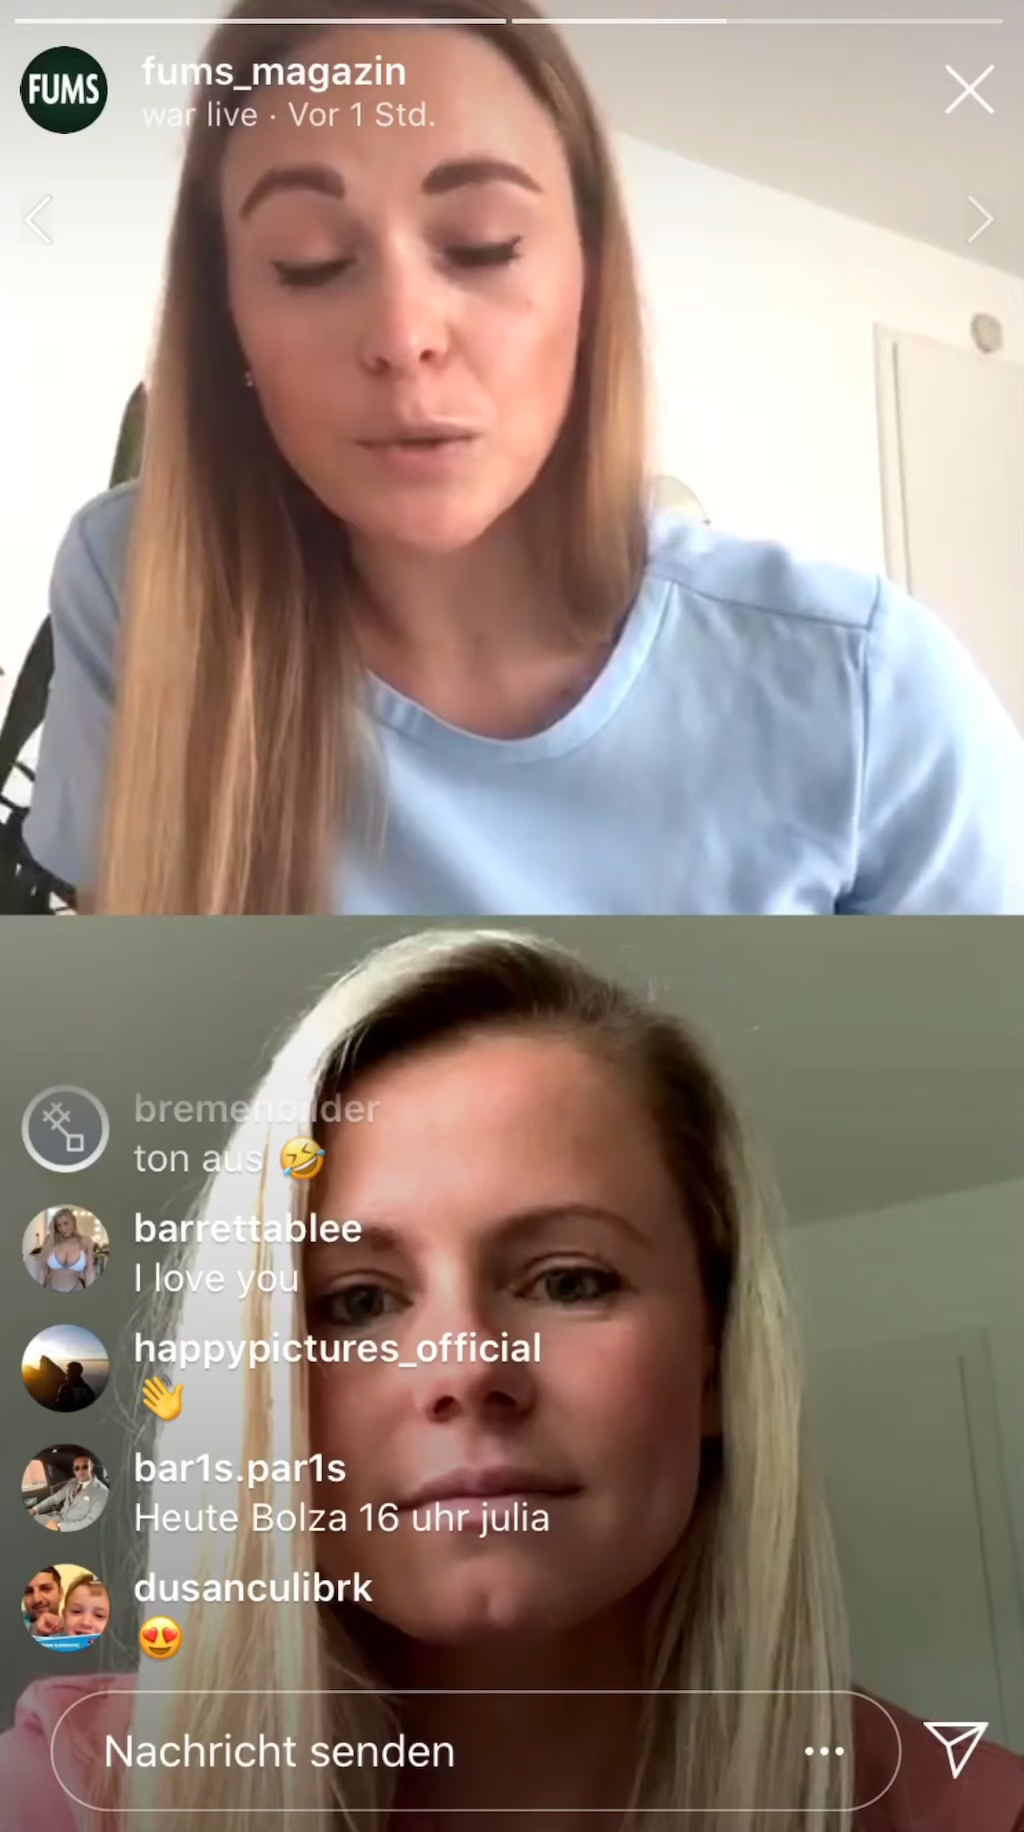 FUMS
fums_magazin
war live · Vor 1 Std.
bremenbilder
ton aus 🤣
barrettablee
I love you
happypictures_official
👋
bar1s.par1s
Heute Bolza 16 uhr julia
dusanculibrk
😍
Nachricht senden